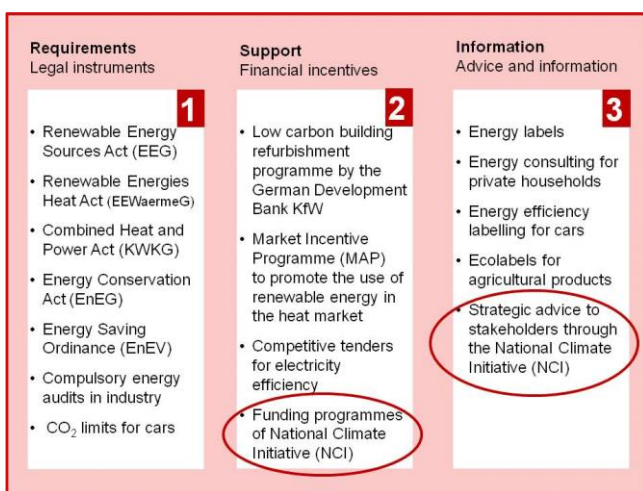 Requirements
Legal instruments
1
• Renewable Energy
Sources Act (EEG)
• Renewable Energies
Heat Act (EEWaermeG)
• Combined Heat and
Power Act (KWKG)
• Energy Conservation
Act (EnEG)
• Energy Saving
Ordinance (EnEV)
• Compulsory energy
audits in industry
• CO₂ limits for cars
Support
Financial incentives
2
• Low carbon building
refurbishment
programme by the
German Development
Bank KfW
• Market Incentive
Programme (MAP)
to promote the use of
renewable energy in
the heat market
• Competitive tenders
for electricity
efficiency
• Funding programmes
of National Climate
Initiative (NCI)
Information
Advice and information
3
• Energy labels
• Energy consulting for
private households
• Energy efficiency
labelling for cars
• Ecolabels for
agricultural products
• Strategic advice to
stakeholders through
the National Climate
Initiative (NCI)